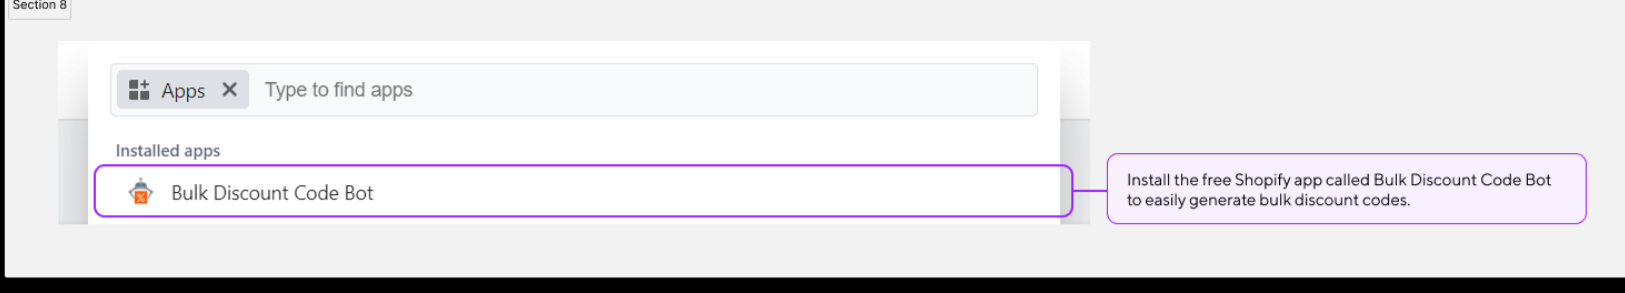 Section 8
Apps
Type to find apps
Installed apps
Bulk Discount Code Bot
Install the free Shopify app called Bulk Discount Code Bot
to easily generate bulk discount codes.